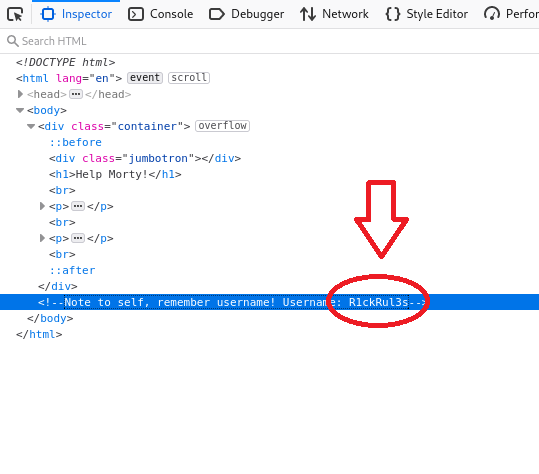 Inspector Console Debugger Network Style Editor Perfor
Search HTML
<!DOCTYPE html>
<html lang="en"> event scroll
<head> ••• </head>
<body>
<div class="container"> overflow
::before
<div class="jumbotron"></div>
<h1>Help Morty!</h1>
<br>
<p> ••• </p>
<br>
<p> ••• </p>
<br>
::after
</div>
<!--Note to self, remember username! Username: R1ckRul3s-->
</body>
</html>